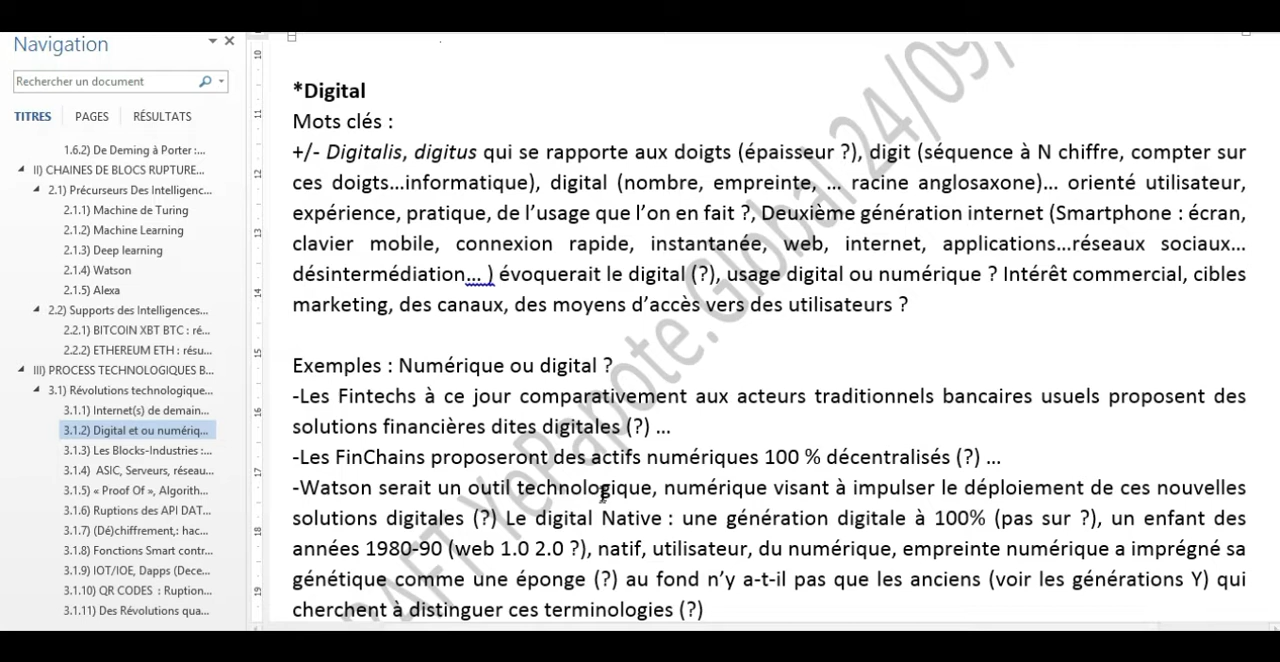 Navigation
Rechercher un document
TITRES PAGES RÉSULTATS
1.6.2) De Deming à Porter :...
II) CHAINES DE BLOCS RUPTURE...
2.1) Précurseurs Des Intelligenc...
2.1.1) Machine de Turing
2.1.2) Machine Learning
2.1.3) Deep learning
2.1.4) Watson
2.1.5) Alexa
2.2) Supports des Intelligences...
2.2.1) BITCOIN XBT BTC : ré...
2.2.2) ETHEREUM ETH : résu...
III) PROCESS TECHNOLOGIQUES B...
3.1) Révolutions technologique...
3.1.1) Internet(s) de demain...
3.1.2) Digital et ou numériq...
3.1.3) Les Blocks-Industries :...
3.1.4) ASIC, Serveurs, réseau...
3.1.5) « Proof Of », Algorith...
3.1.6) Ruptions des API DAT...
3.1.7) (Dé)chiffrement,: hac...
3.1.8) Fonctions Smart contr...
3.1.9) IOT/IOE, Dapps (Dece...
3.1.10) QR CODES : Ruption...
3.1.11) Des Révolutions qua...
10
11
12
13
14
15
16
17
18
19
*Digital
Mots clés :
+/- Digitalis, digitus qui se rapporte aux doigts (épaisseur ?), digit (séquence à N chiffre, compter sur
ces doigts...informatique), digital (nombre, empreinte, ... racine anglosaxone)... orienté utilisateur,
expérience, pratique, de l'usage que l'on en fait ?, Deuxième génération internet (Smartphone : écran,
clavier mobile, connexion rapide, instantanée, web, internet, applications...réseaux sociaux...
désintermédiation... ) évoquerait le digital (?), usage digital ou numérique ? Intérêt commercial, cibles
marketing, des canaux, des moyens d'accès vers des utilisateurs ?
Exemples : Numérique ou digital ?
-Les Fintechs à ce jour comparativement aux acteurs traditionnels bancaires usuels proposent des
solutions financières dites digitales (?) ...
-Les FinChains proposeront des actifs numériques 100 % décentralisés (?) ...
-Watson serait un outil technologique, numérique visant à impulser le déploiement de ces nouvelles
solutions digitales (?) Le digital Native : une génération digitale à 100% (pas sur ?), un enfant des
années 1980-90 (web 1.0 2.0 ?), natif, utilisateur, du numérique, empreinte numérique a imprégné sa
génétique comme une éponge (?) au fond n'y a-t-il pas que les anciens (voir les générations Y) qui
cherchent à distinguer ces terminologies (?)
YePapote.Global 24/09/